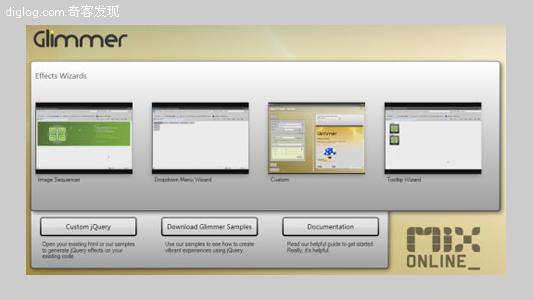 diglog.com 奇客发现
Glimmer
Effects Wizards
Image Sequencer
Dropdown Menu Wizard
Custom
Tooltip Wizard
Glimmer
Custom jQuery
Download Glimmer Samples
Documentation
Open your existing html or our samples
to generate jQuery effects on your
existing code.
Use our samples to see how to create
vibrant experiences using jQuery.
Read our helpful guide to get started.
Really, it's helpful.
mix
ONLINE_